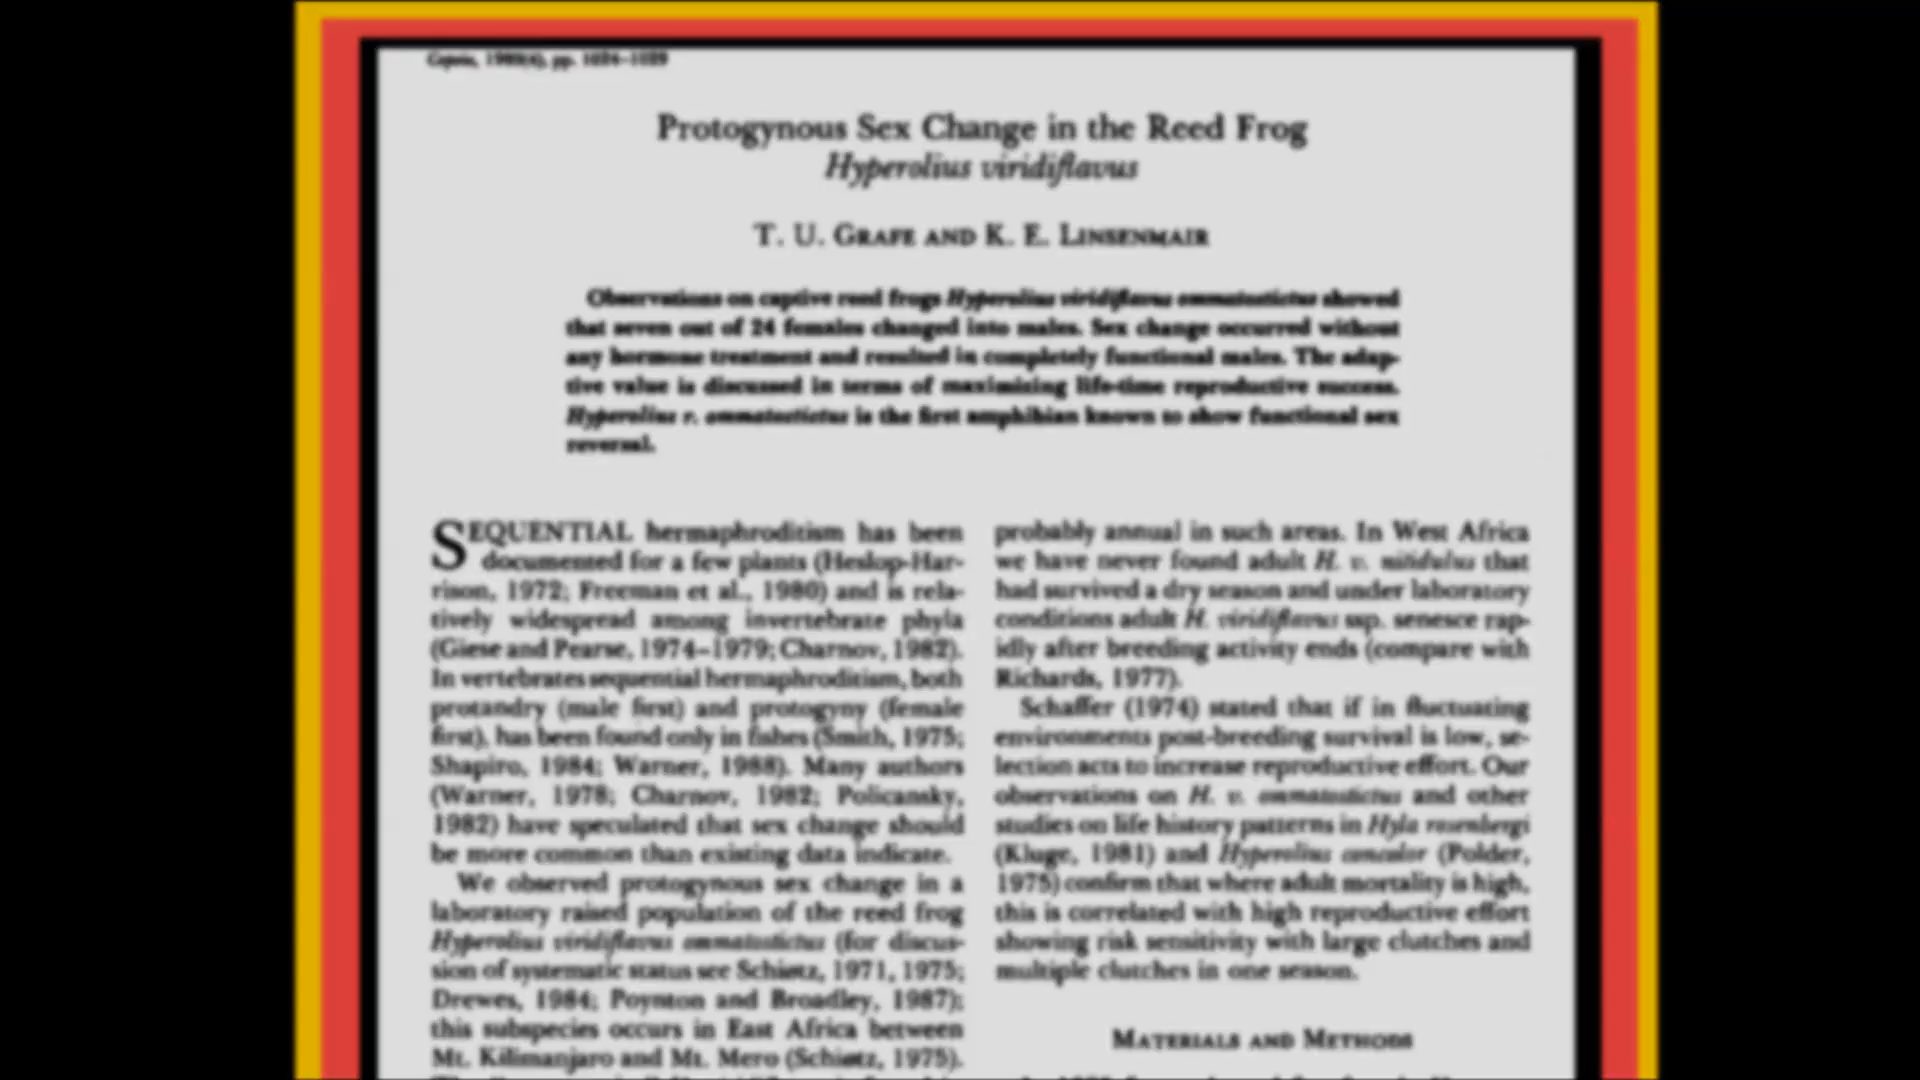 Copeia, 1989(4), pp. 1024–1029
Protogynous Sex Change in the Reed Frog
Hyperolius viridiflavus
T. U. GRAFE AND K. E. LINSENMAIR
Observations on captive reed frogs Hyperolius viridiflavus ommatostictus showed
that seven out of 24 females changed into males. Sex change occurred without
any hormone treatment and resulted in completely functional males. The adap-
tive value is discussed in terms of maximizing life-time reproductive success.
Hyperolius v. ommatostictus is the first amphibian known to show functional sex
reversal.
SEQUENTIAL hermaphroditism has been
documented for a few plants (Heslop-Har-
rison, 1972; Freeman et al., 1980) and is rela-
tively widespread among invertebrate phyla
(Giese and Pearse, 1974–1979; Charnov, 1982).
In vertebrates sequential hermaphroditism, both
protandry (male first) and protogyny (female
first), has been found only in fishes (Smith, 1975;
Shapiro, 1984; Warner, 1988). Many authors
(Warner, 1978; Charnov, 1982; Policansky,
1982) have speculated that sex change should
be more common than existing data indicate.
We observed protogynous sex change in a
laboratory raised population of the reed frog
Hyperolius viridiflavus ommatostictus (for discus-
sion of systematic status see Schiøtz, 1971, 1975;
Drewes, 1984; Poynton and Broadley, 1987);
this subspecies occurs in East Africa between
Mt. Kilimanjaro and Mt. Mero (Schiøtz, 1975).
probably annual in such areas. In West Africa
we have never found adult H. v. nitidulus that
had survived a dry season and under laboratory
conditions adult H. viridiflavus ssp. senesce rap-
idly after breeding activity ends (compare with
Richards, 1977).
Schaffer (1974) stated that if in fluctuating
environments post-breeding survival is low, se-
lection acts to increase reproductive effort. Our
observations on H. v. ommatostictus and other
studies on life history patterns in Hyla rosenbergi
(Kluge, 1981) and Hyperolius concolor (Polder,
1975) confirm that where adult mortality is high,
this is correlated with high reproductive effort
showing risk sensitivity with large clutches and
multiple clutches in one season.
MATERIALS AND METHODS